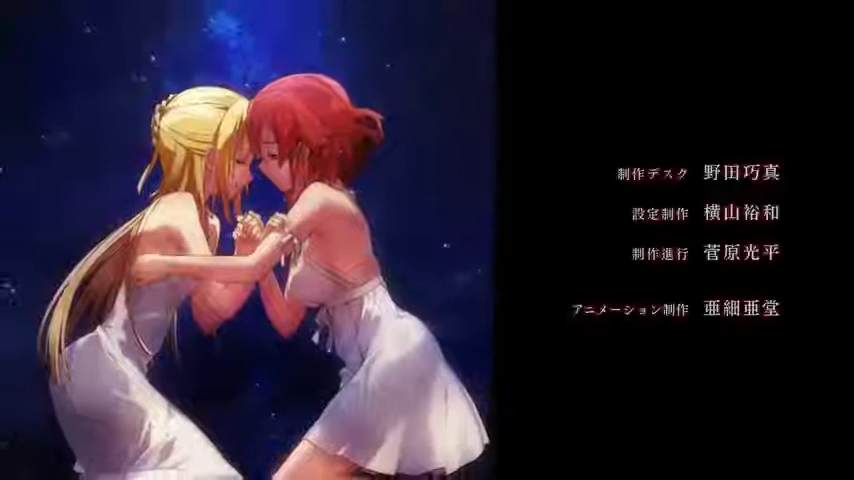 制作デスク 野田巧真
設定制作 横山裕和
制作進行 菅原光平
アニメーション制作 亜細亜堂